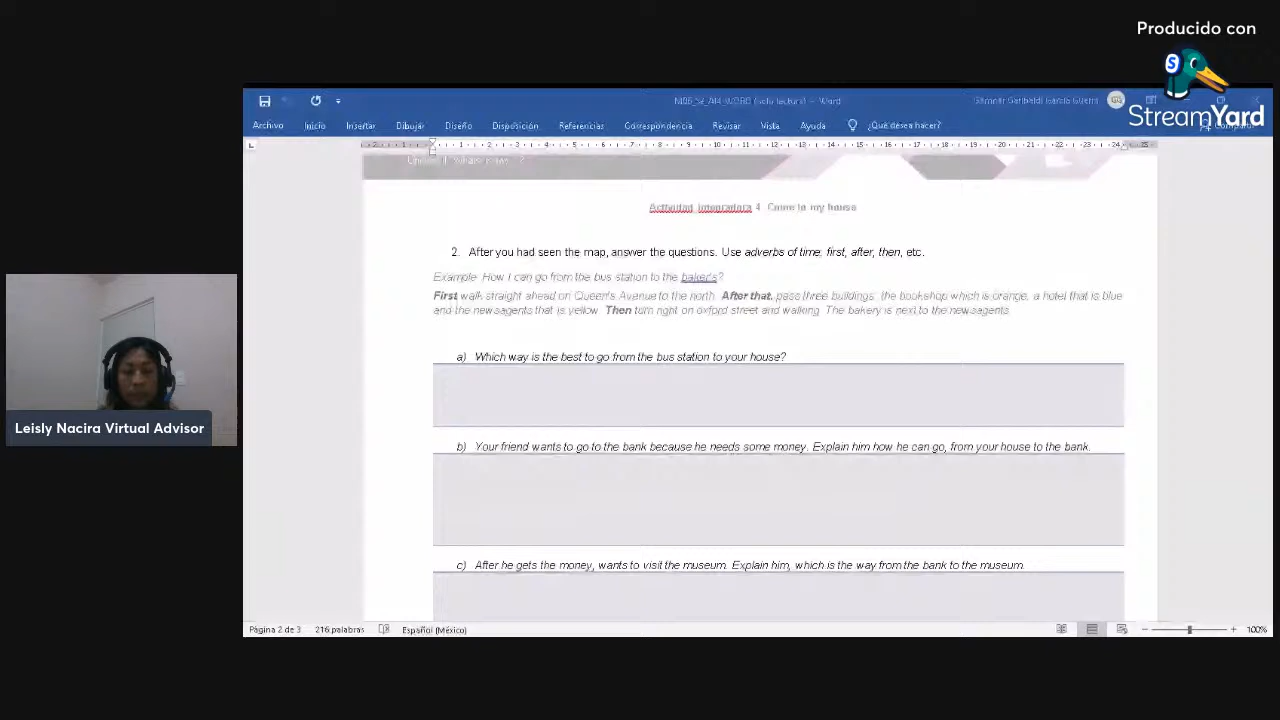 Producido con
StreamYard
Archivo Inicio Insertar Dibujar Diseño Disposición Referencias Correspondencia Revisar Vista Ayuda ¿Qué desea hacer?
Actividad integradora 4. Come to my house
2. After you had seen the map, answer the questions. Use adverbs of time; first, after, then, etc.
Example: How I can go from the bus station to the baker's?
First walk straight ahead on Queen's Avenue to the north. After that, pass three buildings: the bookshop which is orange, a hotel that is blue
and the newsagents that is yellow. Then turn right on oxford street and walking. The bakery is next to the newsagents.
a) Which way is the best to go from the bus station to your house?
b) Your friend wants to go to the bank because he needs some money. Explain him how he can go, from your house to the bank.
c) After he gets the money, wants to visit the museum. Explain him, which is the way from the bank to the museum.
Leisly Nacira Virtual Advisor
Página 2 de 3 216 palabras Español (México) 100%